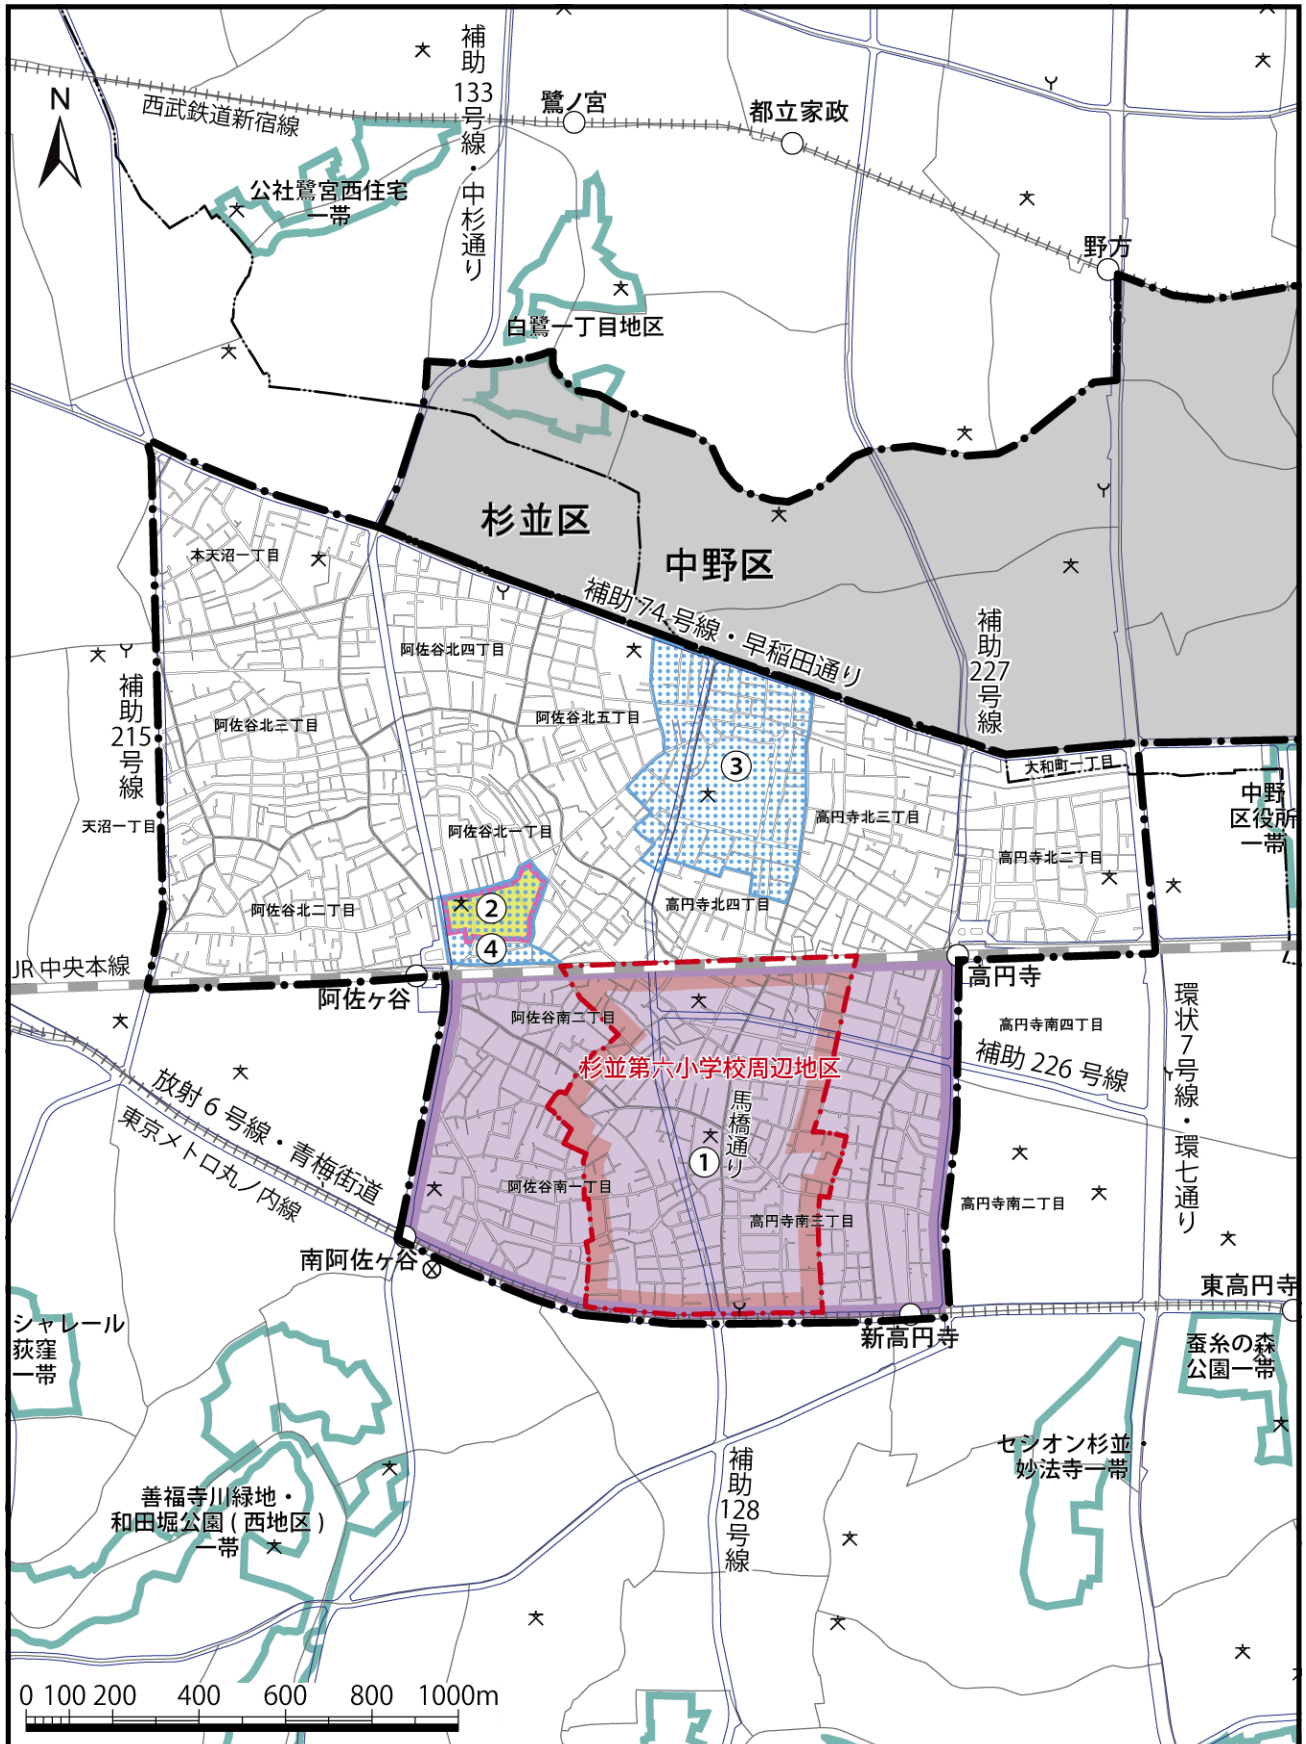 補助
133
号線・中杉通り
鷺ノ宮
都立家政
N
西武鉄道新宿線
公社鷺宮西住宅
一帯
野方
白鷺一丁目地区
杉並区
中野区
本天沼一丁目
補助 74 号線・早稲田通り
補助
227
号線
阿佐谷北四丁目
補助
215
号線
阿佐谷北三丁目
阿佐谷北五丁目
③
大和町一丁目
中野
区役所
一帯
天沼一丁目
阿佐谷北一丁目
高円寺北三丁目
高円寺北二丁目
阿佐谷北二丁目
②
高円寺北四丁目
④
JR 中央本線
阿佐ヶ谷
高円寺
阿佐谷南二丁目
高円寺南四丁目
環状7号線・環七通り
補助 226 号線
杉並第六小学校周辺地区
馬橋通り
放射 6 号線・青梅街道
東京メトロ丸ノ内線
①
阿佐谷南一丁目
高円寺南三丁目
高円寺南二丁目
南阿佐ヶ谷
東高円寺
新高円寺
シャレール
荻窪
一帯
蚕糸の森
公園一帯
セシオン杉並・
妙法寺一帯
補助
128
号線
善福寺川緑地・
和田堀公園 ( 西地区 )
一帯
0 100 200 400 600 800 1000m